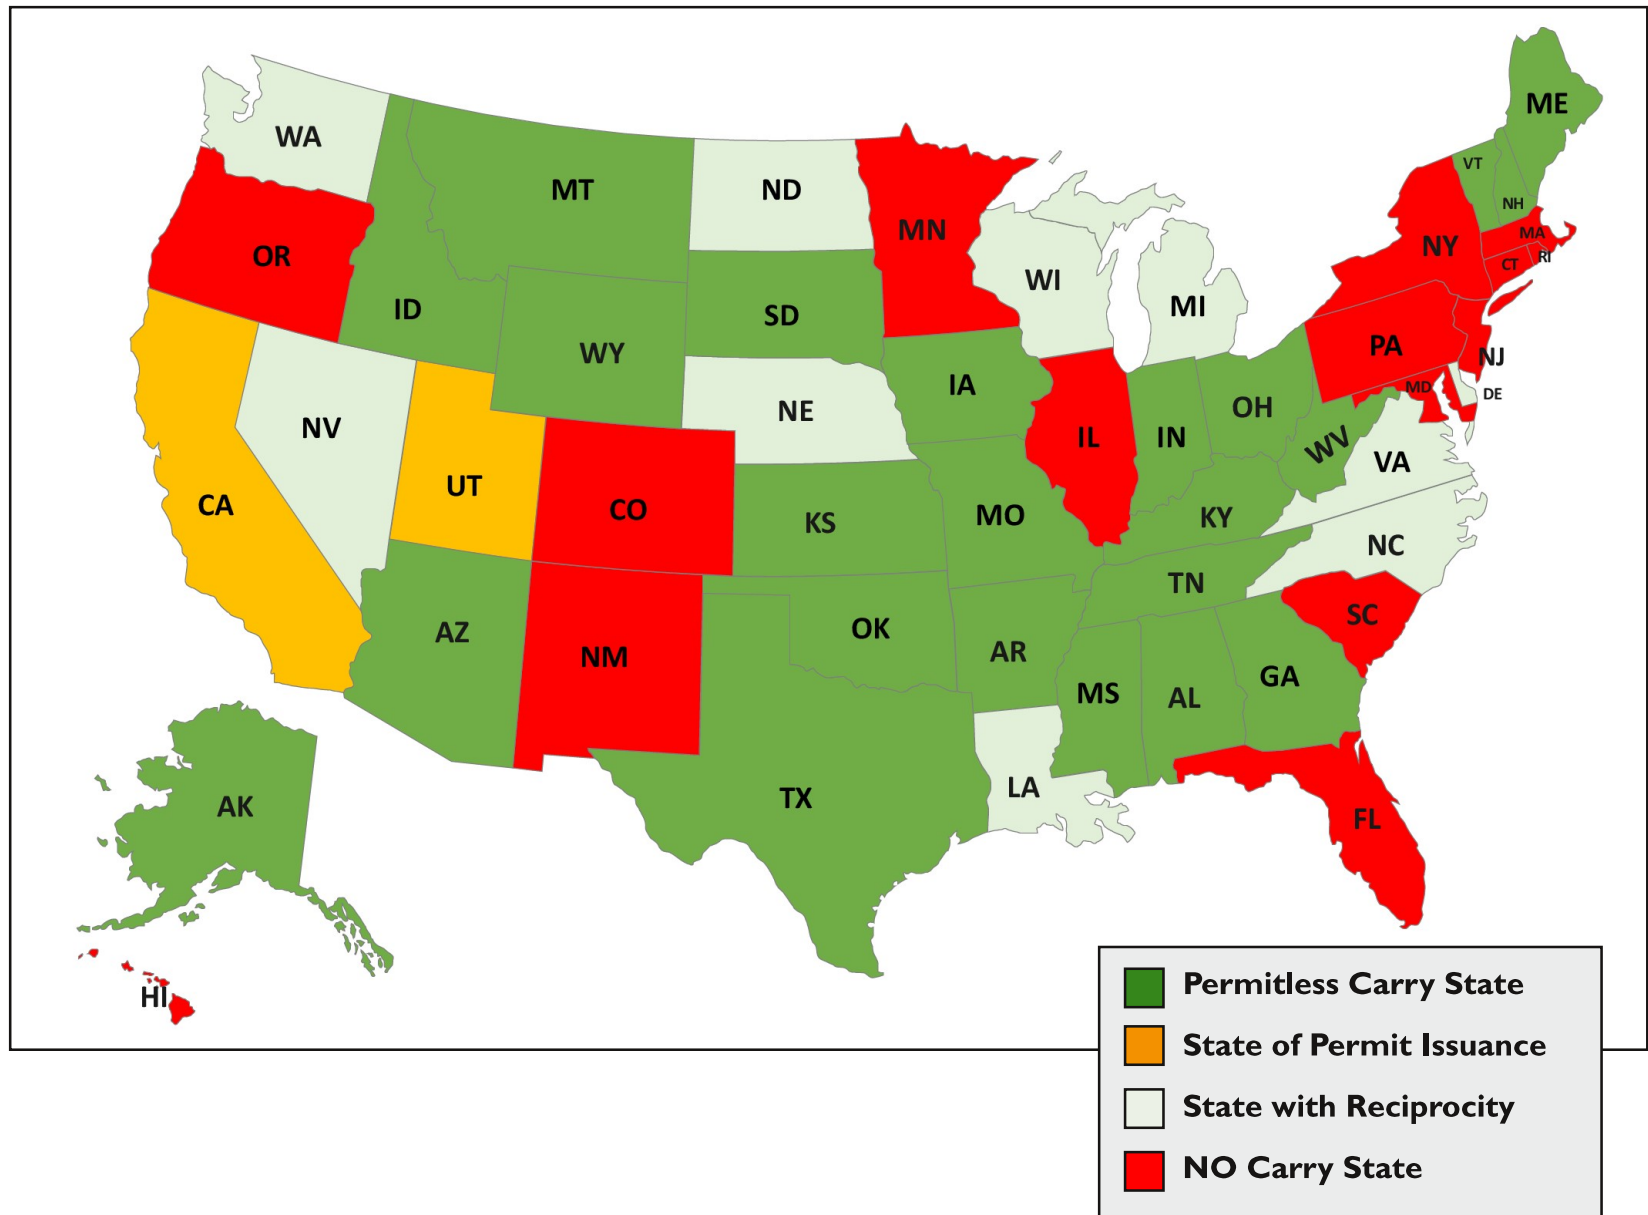 ME
WA
VT
MT
ND
NH
MN
MA
NY
OR
RI
CT
WI
MI
ID
SD
WY
PA
NJ
IA
MD
DE
NE
OH
NV
IL
IN
WV
VA
UT
CA
CO
MO
KY
KS
NC
TN
SC
AZ
OK
NM
AR
GA
MS
AL
LA
TX
AK
FL
HI
Permitless Carry State
State of Permit Issuance
State with Reciprocity
NO Carry State